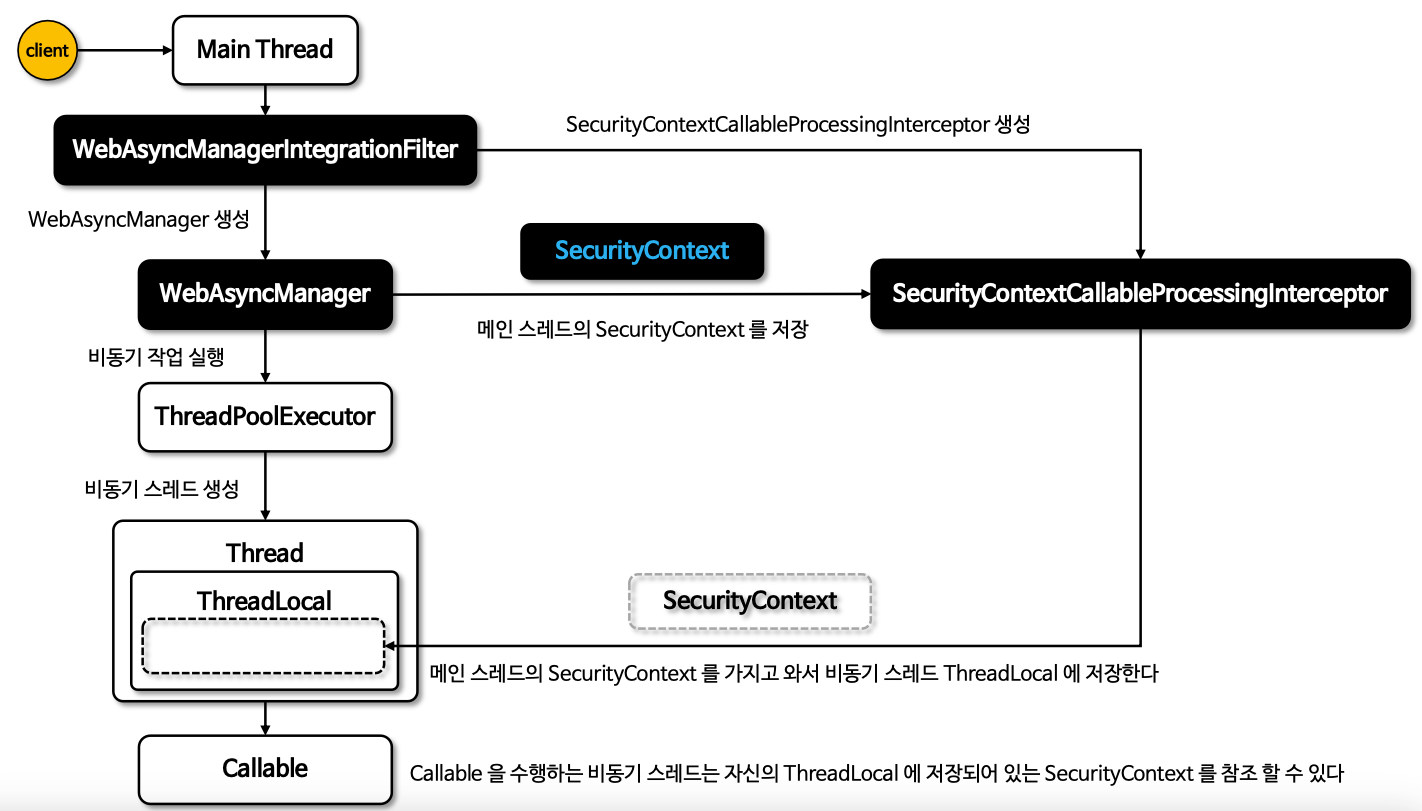 client
Main Thread
SecurityContextCallableProcessingInterceptor 생성
WebAsyncManagerIntegrationFilter
WebAsyncManager 생성
SecurityContext
WebAsyncManager
SecurityContextCallableProcessingInterceptor
메인 스레드의 SecurityContext 를 저장
비동기 작업 실행
ThreadPoolExecutor
비동기 스레드 생성
Thread
ThreadLocal
SecurityContext
메인 스레드의 SecurityContext 를 가지고 와서 비동기 스레드 ThreadLocal 에 저장한다
Callable
Callable 을 수행하는 비동기 스레드는 자신의 ThreadLocal 에 저장되어 있는 SecurityContext 를 참조 할 수 있다